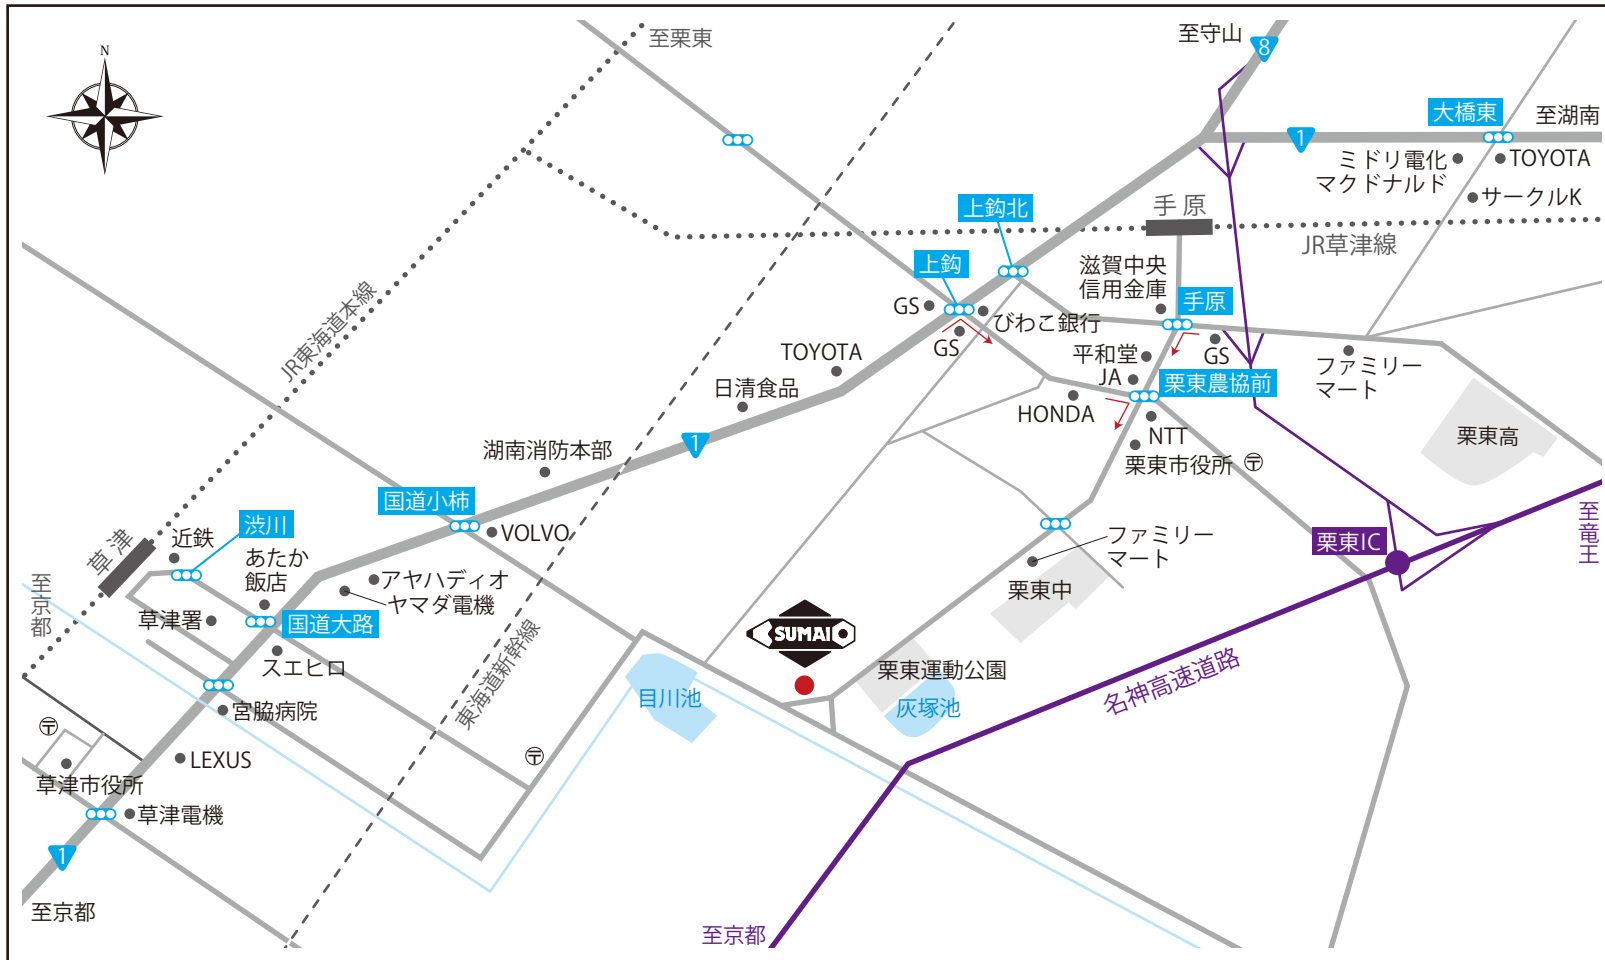 N
至栗東
至守山
8
大橋東
至湖南
1
ミドリ電化
マクドナルド
TOYOTA
サークルK
手原
JR草津線
上鈎北
上鈎
滋賀中央
信用金庫
手原
GS
びわこ銀行
GS
GS
JR東海道本線
TOYOTA
平和堂
JA
栗東農協前
ファミリー
マート
日清食品
HONDA
NTT
栗東市役所
〒
栗東高
1
湖南消防本部
国道小柿
VOLVO
渋川
近鉄
草津
あたか
飯店
アヤハディオ
ヤマダ電機
至京都
草津署
国道大路
スエヒロ
宮脇病院
〒
LEXUS
草津市役所
草津電機
1
至京都
東海道新幹線
〒
SUMAI
目川池
栗東運動公園
灰塚池
栗東中
ファミリー
マート
栗東IC
至竜王
名神高速道路
至京都